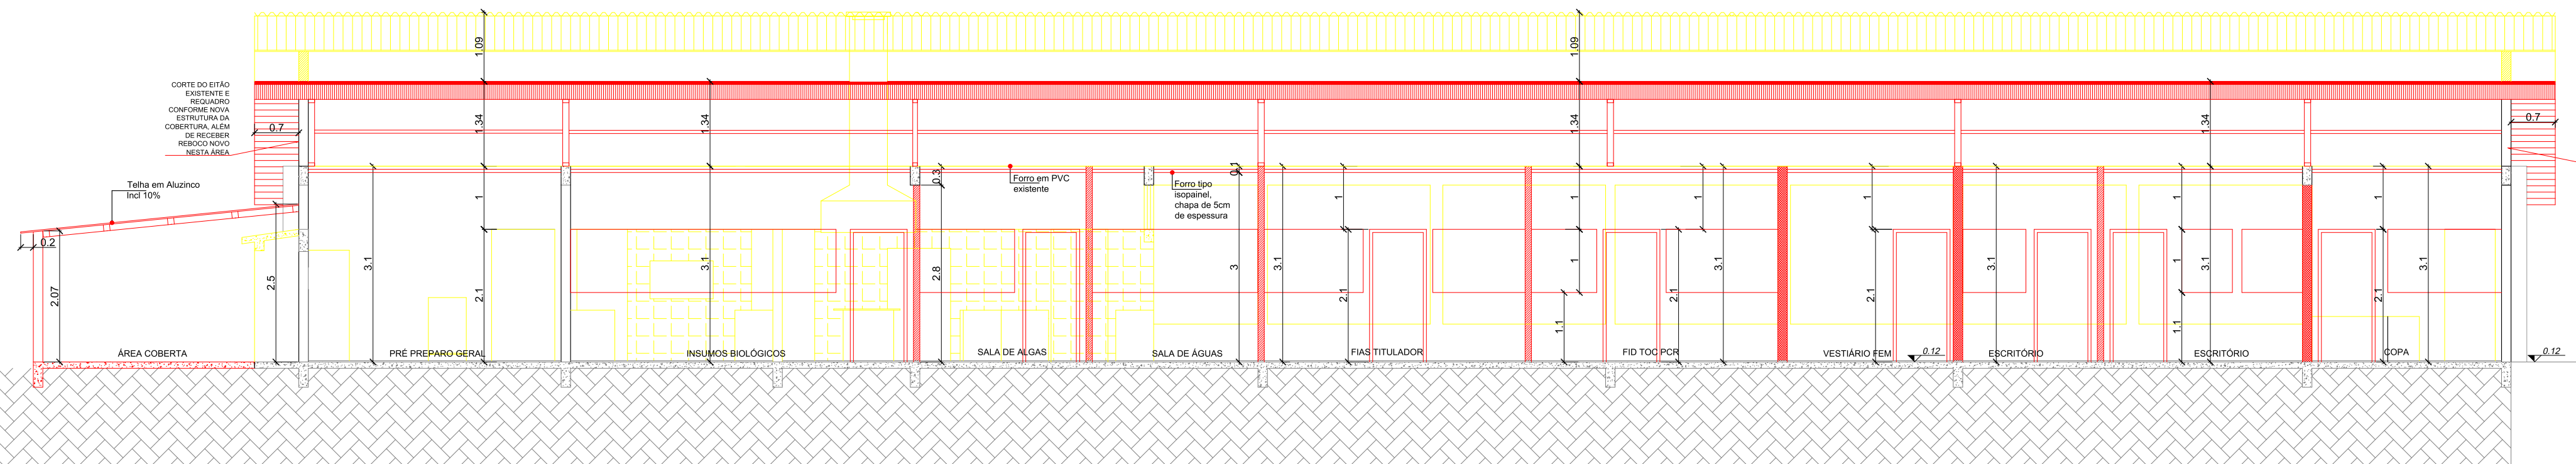 1.09
1.09
CORTE DO EITÃO
EXISTENTE E
REQUADRO
CONFORME NOVA
ESTRUTURA DA
COBERTURA, ALÉM
DE RECEBER
REBOCO NOVO
NESTA ÁREA
0.7
1.34
1.34
1.34
1.34
0.7
Telha em Aluzinco
Incl 10%
0.3
Forro em PVC
existente
0.1
Forro tipo
isopainel,
chapa de 5cm
de espessura
1
1
1
1
1
1
1
0.2
2.07
2.5
3.1
2.1
3.1
2.8
3
3.1
2.1
1
1.1
2.1
3.1
2.1
3.1
1
1.1
3.1
2.1
3.1
ÁREA COBERTA
PRÉ PREPARO GERAL
INSUMOS BIOLÓGICOS
SALA DE ALGAS
SALA DE ÁGUAS
FIAS TITULADOR
FID TOC PCR
VESTIÁRIO FEM
0.12
ESCRITÓRIO
ESCRITÓRIO
COPA
0.12